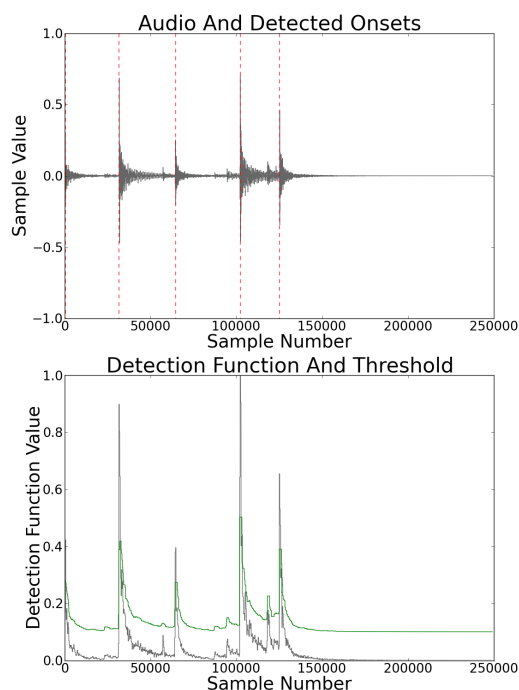 Audio And Detected Onsets
1.0
0.5
0.0
−0.5
−1.0
Sample Value
0 50000 100000 150000 200000 250000
Sample Number
Detection Function And Threshold
1.0
0.8
0.6
0.4
0.2
0.0
Detection Function Value
0 50000 100000 150000 200000 250000
Sample Number